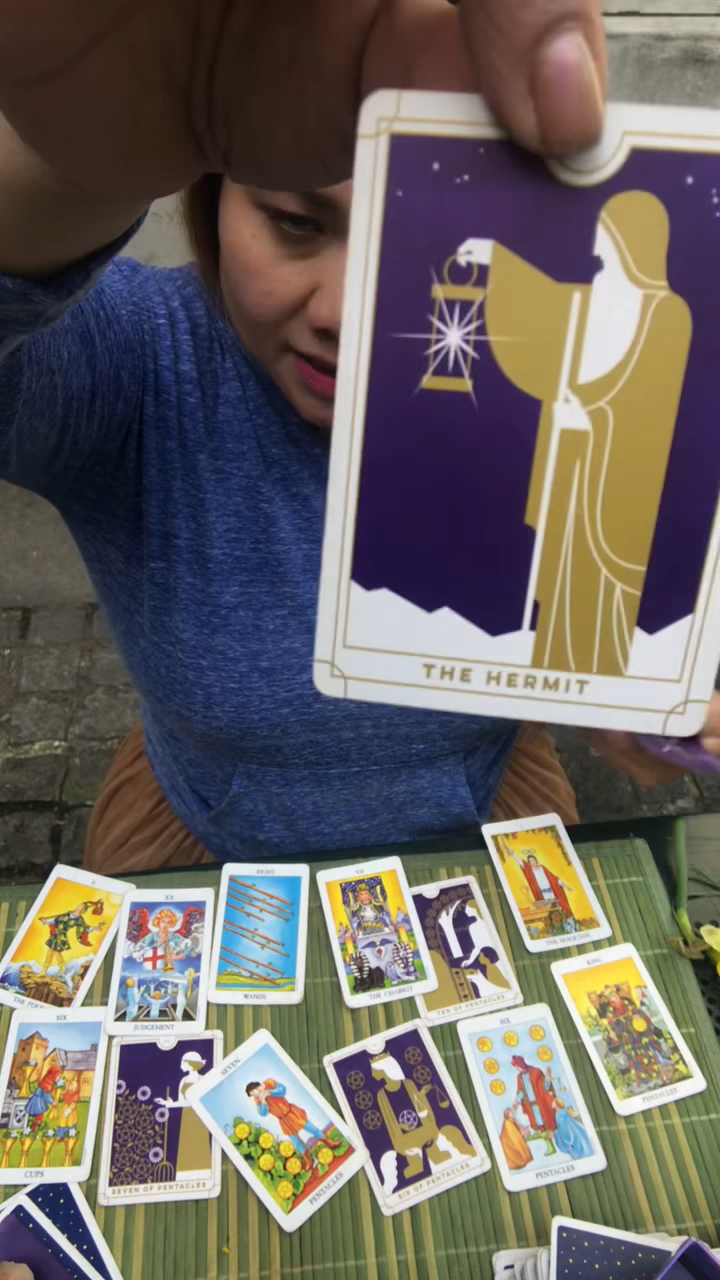 THE HERMIT
EIGHT
VII
XX
0
THE FOOL
JUDGEMENT
WANDS
THE CHARIOT
TEN OF PENTACLES
THE MAGICIAN
KING
PENTACLES
SIX
CUPS
SEVEN OF PENTACLES
SEVEN
PENTACLES
SIX OF PENTACLES
SIX
PENTACLES